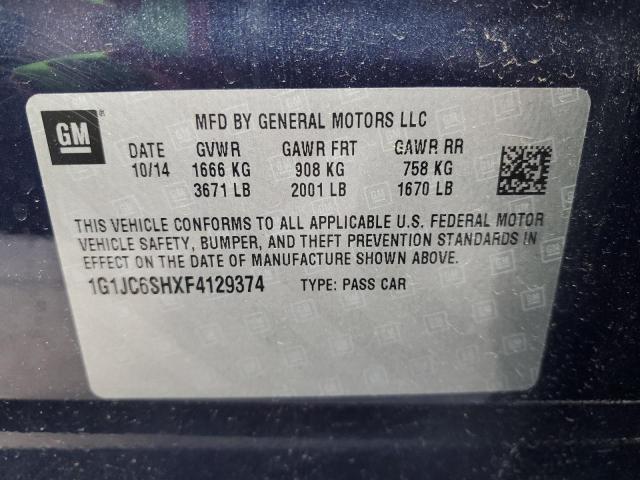 GM
MFD BY GENERAL MOTORS LLC
DATE GVWR GAWR FRT GAWR RR
10/14 1666 KG 908 KG 758 KG
3671 LB 2001 LB 1670 LB
THIS VEHICLE CONFORMS TO ALL APPLICABLE U.S. FEDERAL MOTOR
VEHICLE SAFETY, BUMPER, AND THEFT PREVENTION STANDARDS IN
EFFECT ON THE DATE OF MANUFACTURE SHOWN ABOVE.
1G1JC6SHXF4129374 TYPE: PASS CAR